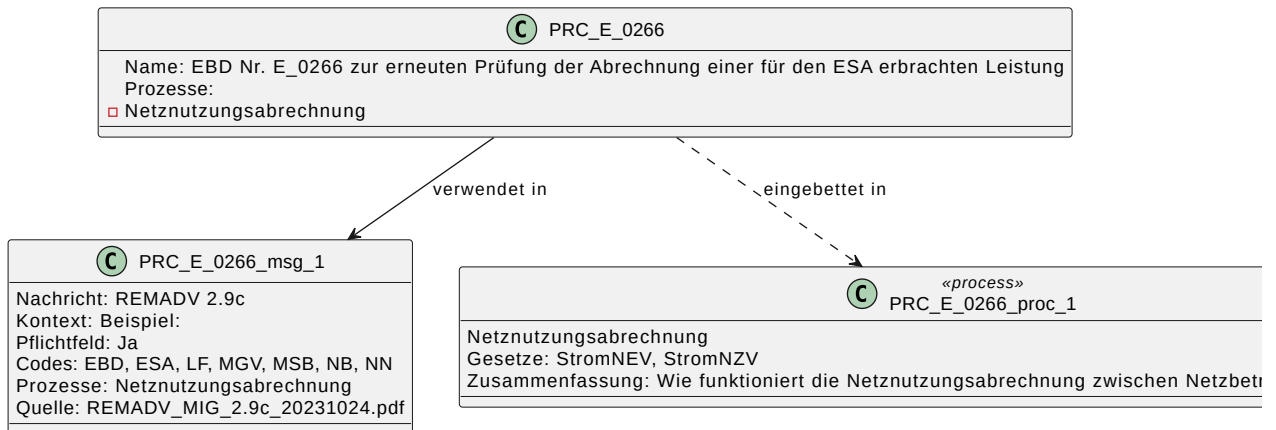 C PRC_E_0266
Name: EBD Nr. E_0266 zur erneuten Prüfung der Abrechnung einer für den ESA erbrachten Leistung
Prozesse:
Netznutzungsabrechnung
verwendet in
eingebettet in
C PRC_E_0266_msg_1
Nachricht: REMADV 2.9c
Kontext: Beispiel:
Pflichtfeld: Ja
Codes: EBD, ESA, LF, MGV, MSB, NB, NN
Prozesse: Netznutzungsabrechnung
Quelle: REMADV_MIG_2.9c_20231024.pdf
C «process»
PRC_E_0266_proc_1
Netznutzungsabrechnung
Gesetze: StromNEV, StromNZV
Zusammenfassung: Wie funktioniert die Netznutzungsabrechnung zwischen Netzbetr